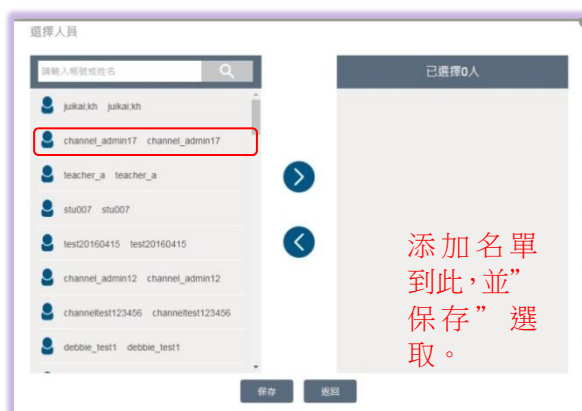 選擇人員
請輸入帳號或姓名
已選擇0人
juikai;kh juikai;kh
channel_admin17 channel_admin17
teacher_a teacher_a
stu007 stu007
test20160415 test20160415
channel_admin12 channel_admin12
channeltest123456 channeltest123456
debbie_test1 debbie_test1
添加名單
到此,並”
保存”選
取。
保存 返回